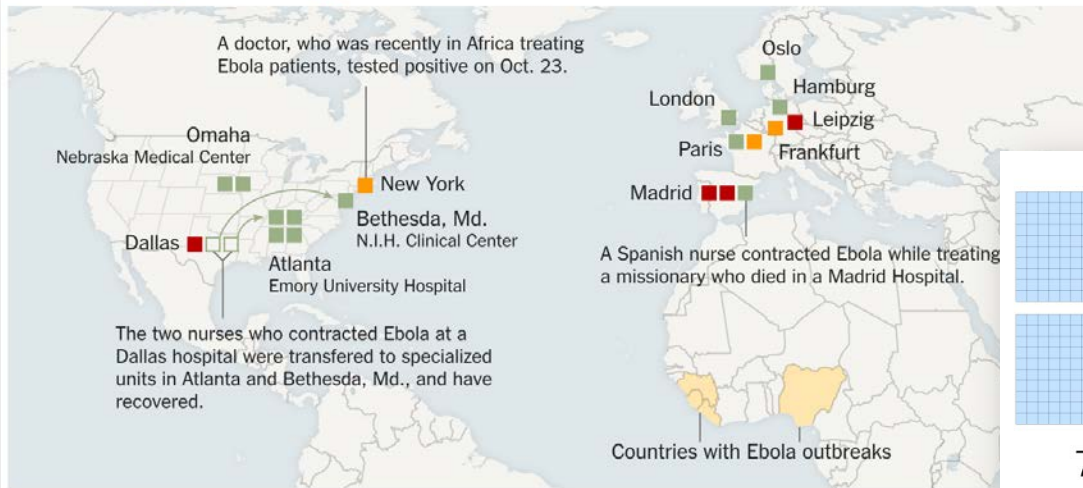 A doctor, who was recently in Africa treating
Ebola patients, tested positive on Oct. 23.
Omaha
Nebraska Medical Center
New York
Bethesda, Md.
N.I.H. Clinical Center
Dallas
Atlanta
Emory University Hospital
The two nurses who contracted Ebola at a
Dallas hospital were transfered to specialized
units in Atlanta and Bethesda, Md., and have
recovered.
Oslo
Hamburg
London
Leipzig
Paris
Frankfurt
Madrid
A Spanish nurse contracted Ebola while treating
a missionary who died in a Madrid Hospital.
Countries with Ebola outbreaks